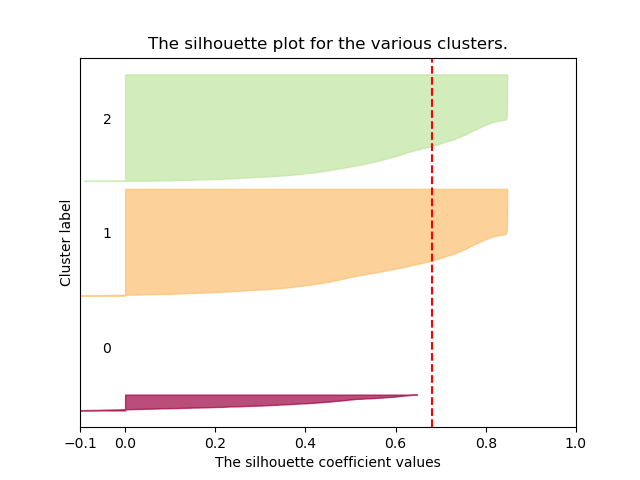 The silhouette plot for the various clusters.
Cluster label
2
1
0
−0.1 0.0 0.2 0.4 0.6 0.8 1.0
The silhouette coefficient values